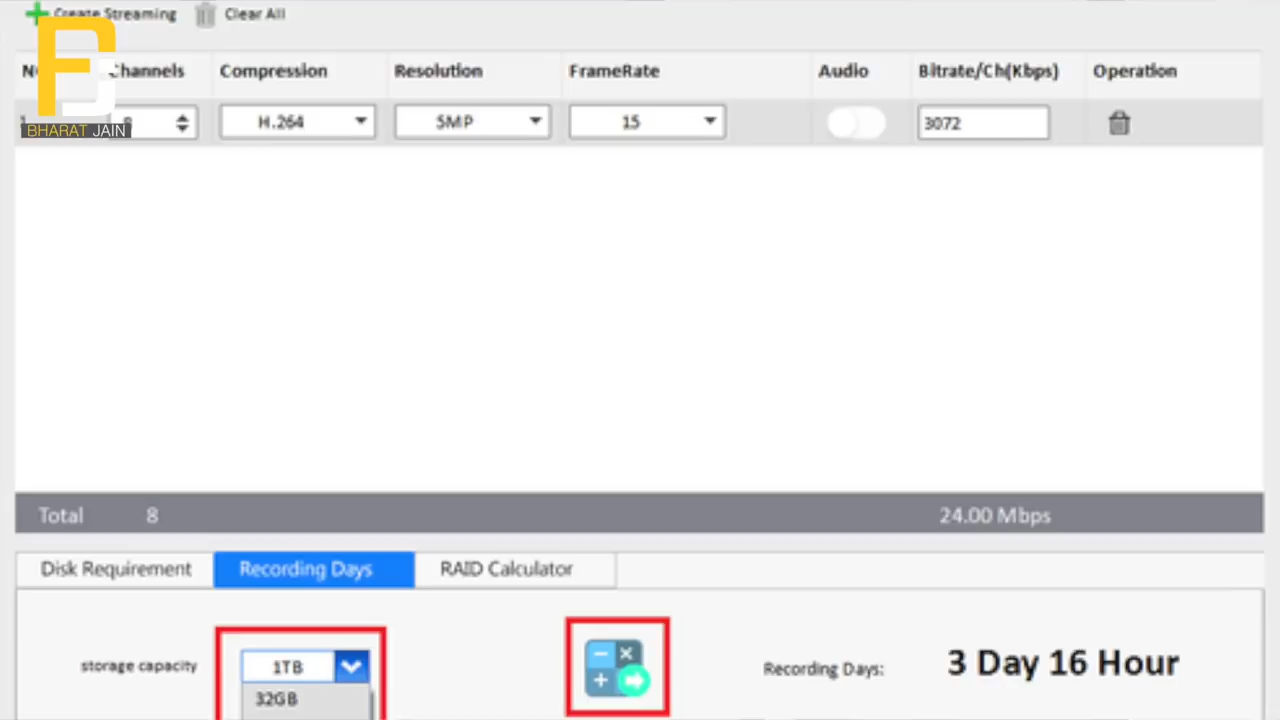 Create Streaming Clear All
Channels Compression Resolution FrameRate Audio Bitrate/Ch(Kbps) Operation
8 H.264 5MP 15 3072
BHARAT JAIN
Total 8 24.00 Mbps
Disk Requirement Recording Days RAID Calculator
storage capacity 1TB Recording Days: 3 Day 16 Hour
32GB